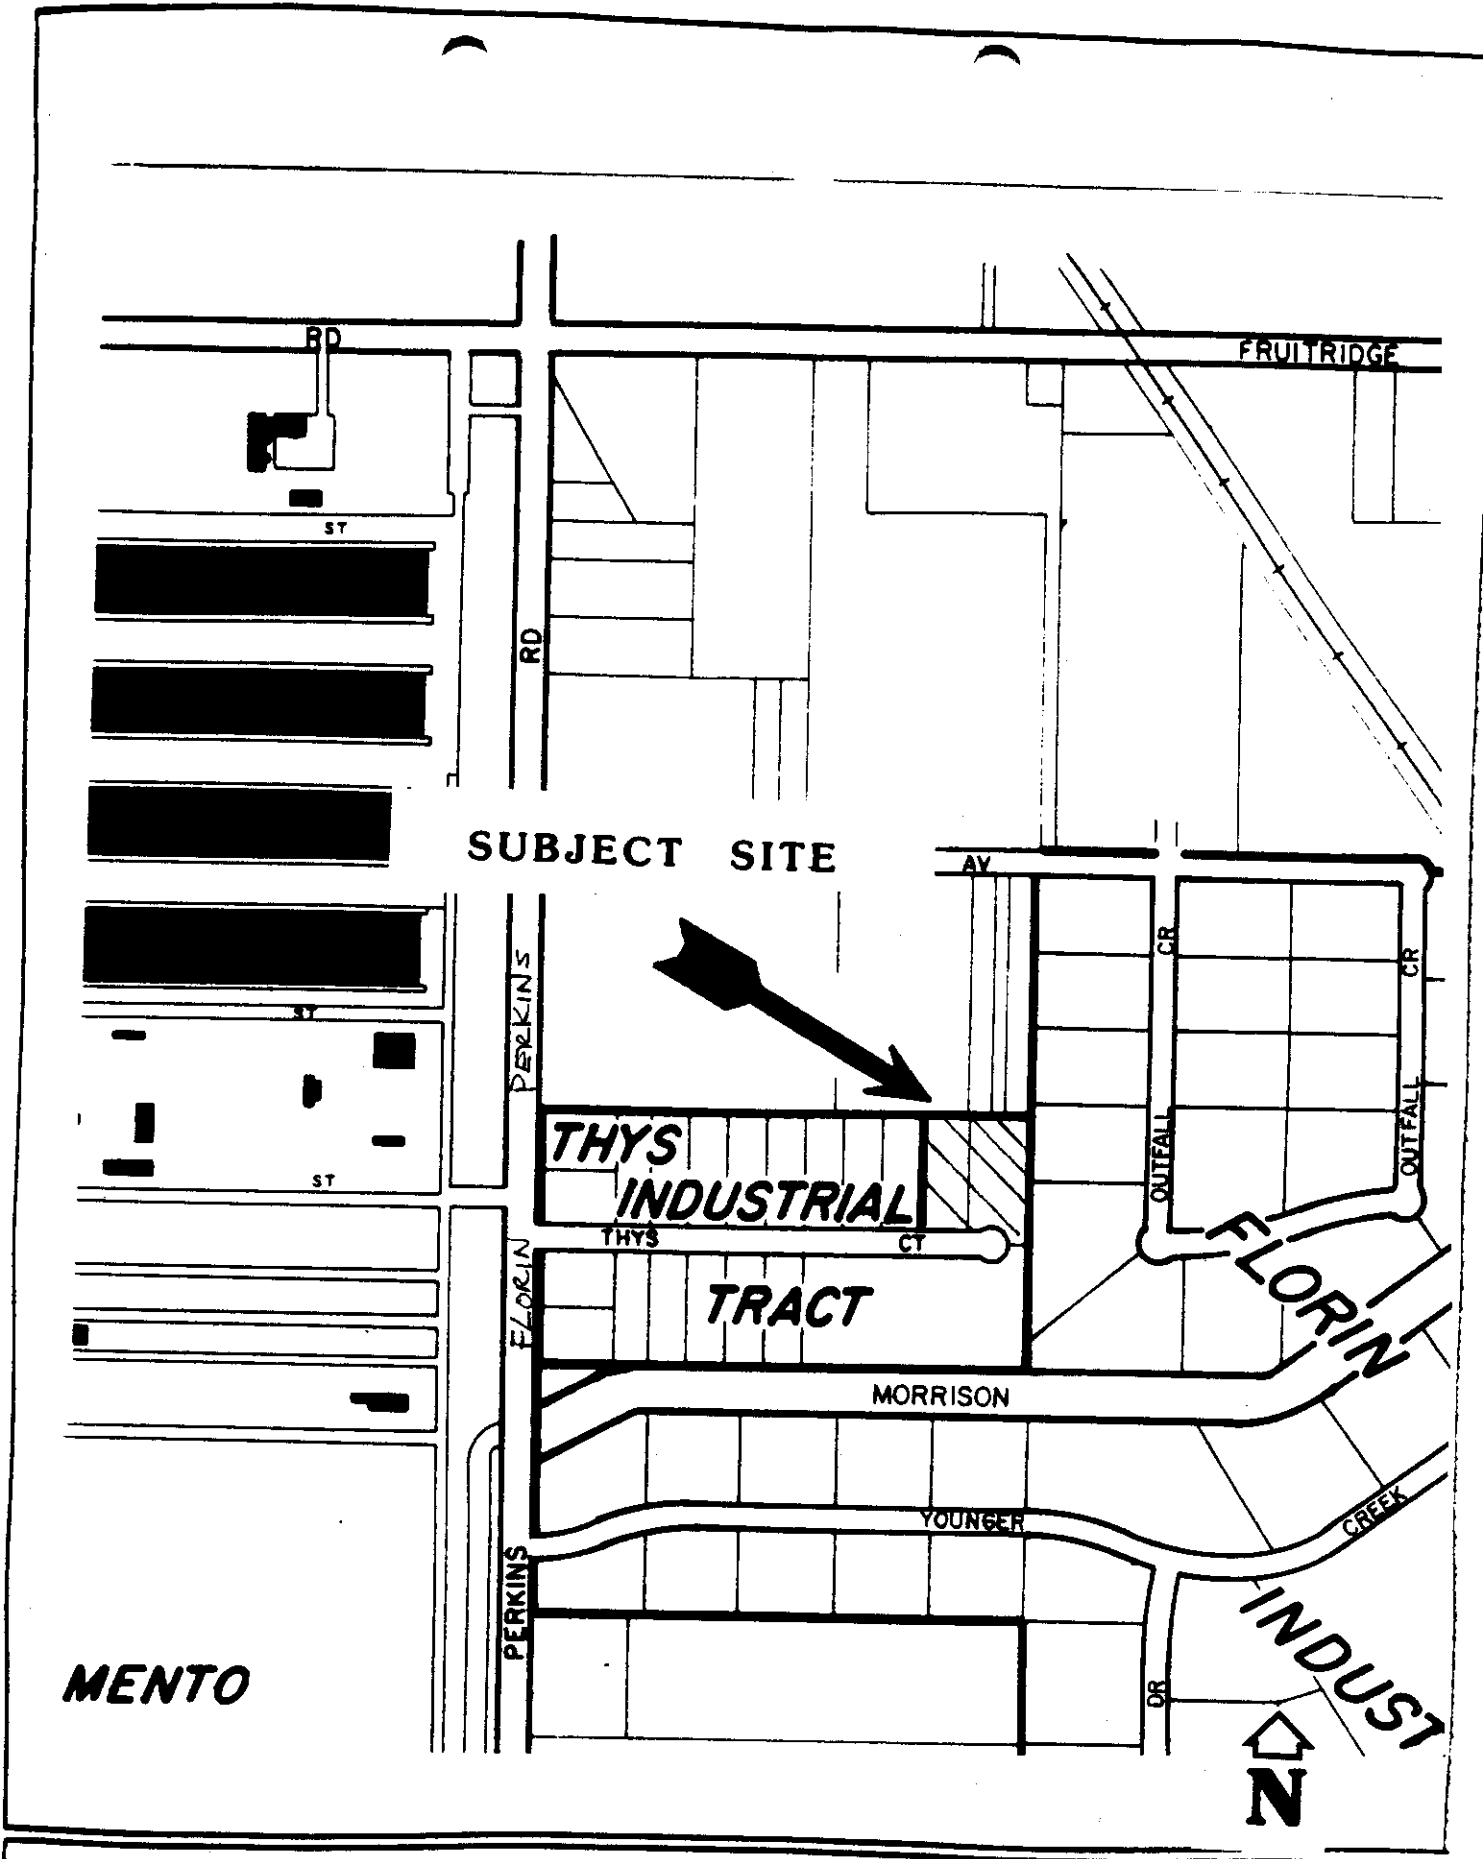 RD
FRUITRIDGE
ST
RD
SUBJECT SITE
AV
CR
CR
PERKINS
ST
OUTFALL
OUTFALL
THYS
INDUSTRIAL
ST
THYS CT
FLORIN
TRACT
FLORIN
MORRISON
YOUNGER
CREEK
PERKINS
INDUST
MENTO
DR
N